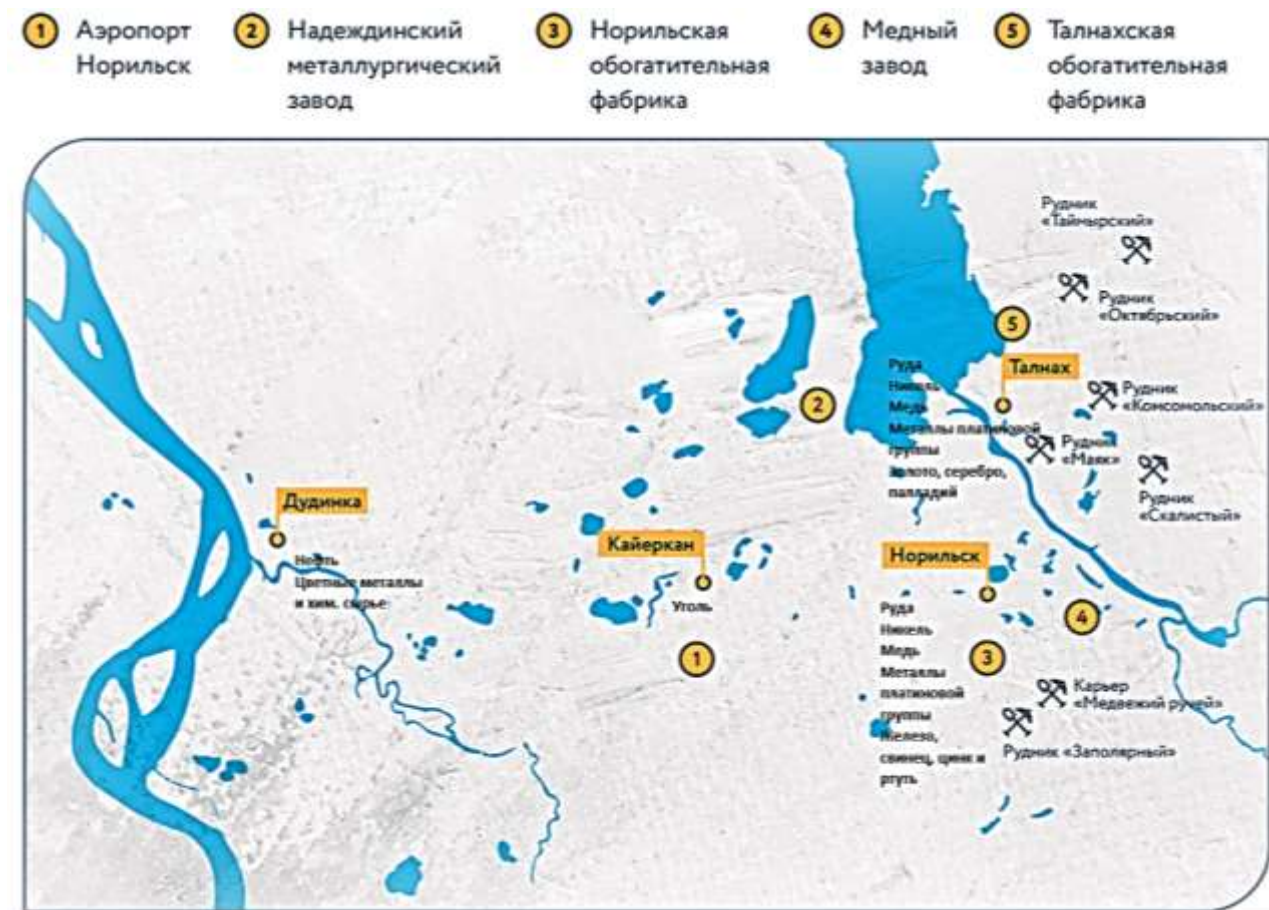 1 Аэропорт
Норильск
2 Надеждинский
металлургический
завод
3 Норильская
обогатительная
фабрика
4 Медный
завод
5 Талнахская
обогатительная
фабрика
Рудник
«Таймырский»
Рудник
«Октябрьский»
5
Талнах
Руда
Никель
Медь
Металлы платиновой
группы
Золото, серебро,
палладий
2
Рудник
«Комсомольский»
Рудник
«Маяк»
Рудник
«Скалистый»
Дудинка
Нефть
Цветные металлы
и хим. сырье
Кайеркан
Уголь
1
Норильск
Руда
Никель
Медь
Металлы
платиновой
группы
Железо,
свинец, цинк и
ртуть
4
3
Карьер
«Медвежий ручей»
Рудник «Заполярный»